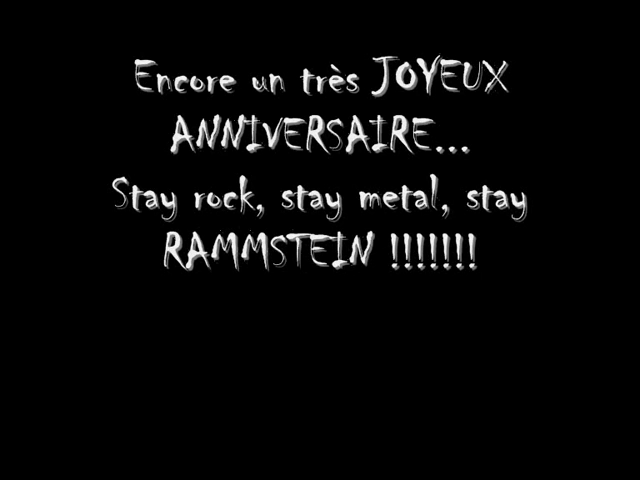 Encore un très JOYEUX
ANNIVERSAIRE...
Stay rock, stay metal, stay
RAMMSTEIN !!!!!!!